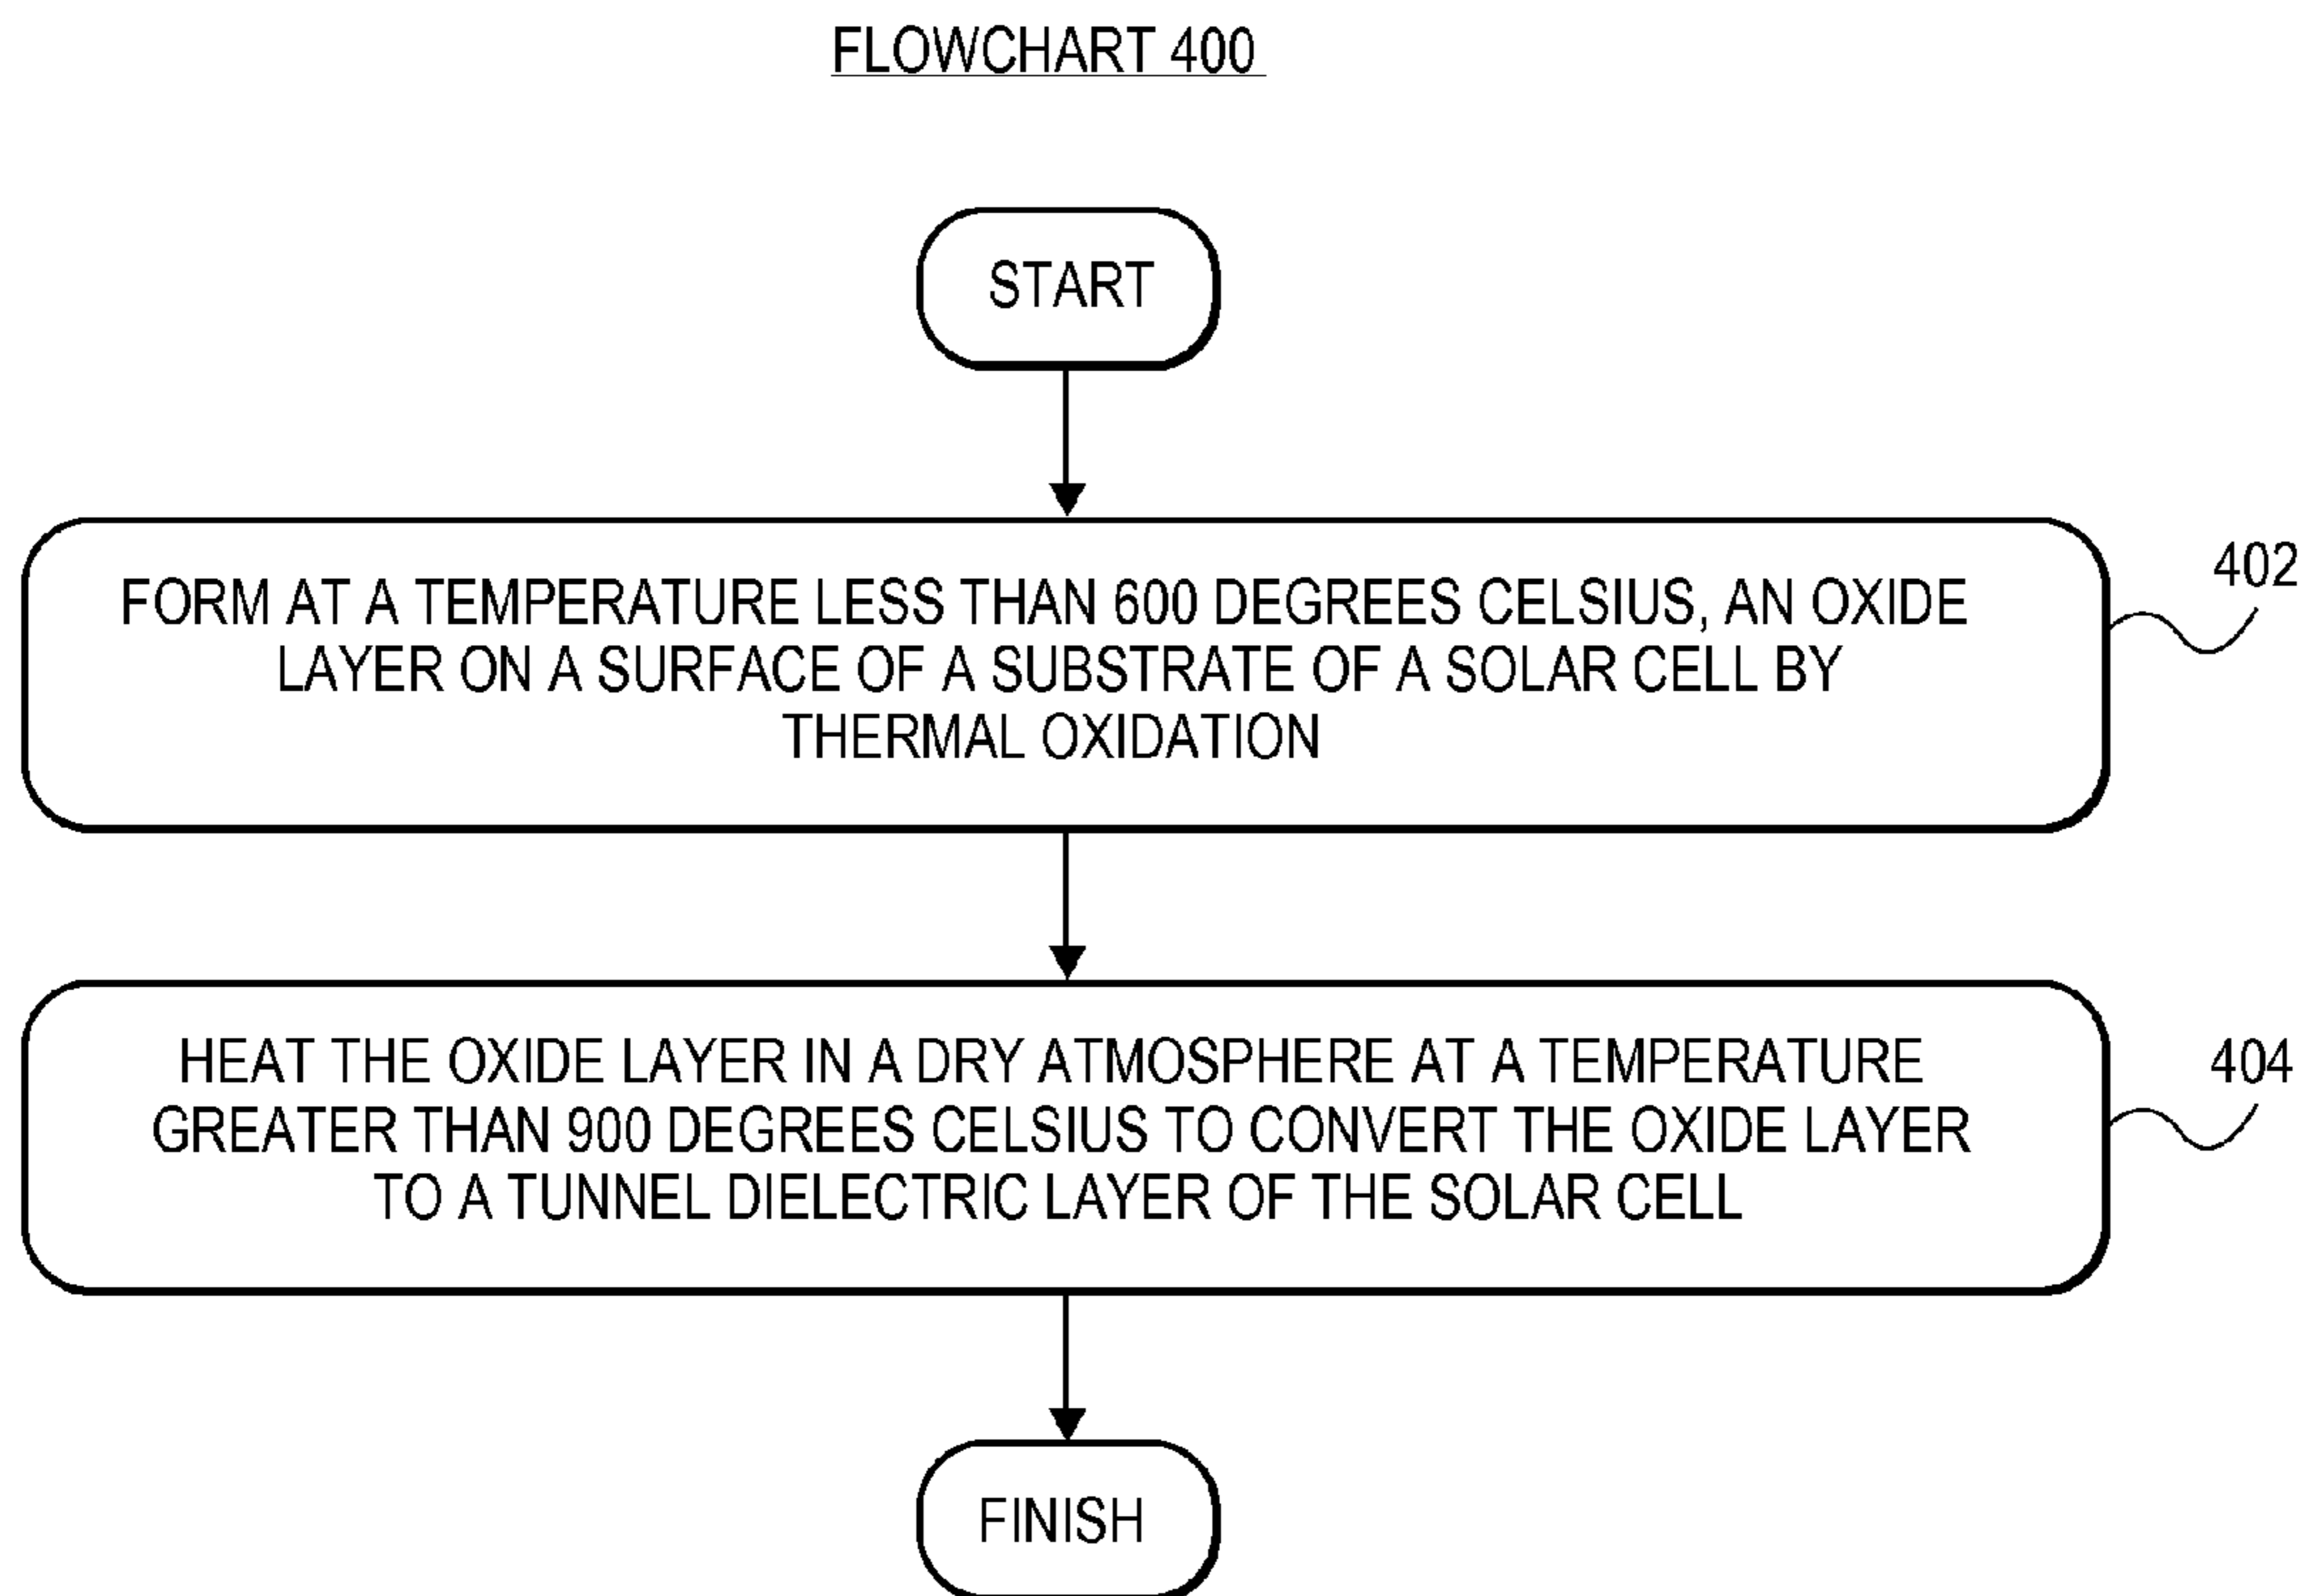 FLOWCHART 400
START
FORM AT A TEMPERATURE LESS THAN 600 DEGREES CELSIUS, AN OXIDE
LAYER ON A SURFACE OF A SUBSTRATE OF A SOLAR CELL BY
THERMAL OXIDATION
402
HEAT THE OXIDE LAYER IN A DRY ATMOSPHERE AT A TEMPERATURE
GREATER THAN 900 DEGREES CELSIUS TO CONVERT THE OXIDE LAYER
TO A TUNNEL DIELECTRIC LAYER OF THE SOLAR CELL
404
FINISH